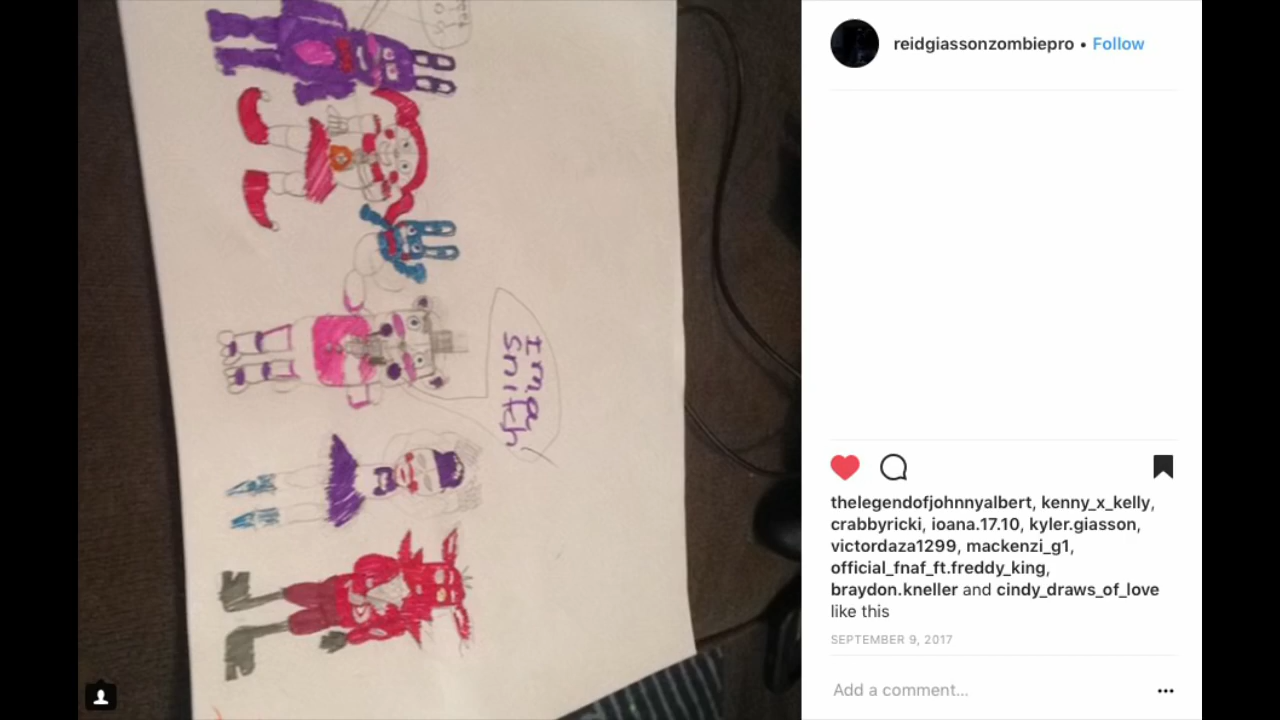 reidgiassonzombiepro • Follow
I'm a
snitch
thelegendofjohnnyalbert, kenny_x_kelly,
crabbyricki, ioana.17.10, kyler.giasson,
victordaza1299, mackenzi_g1,
official_fnaf_ft.freddy_king,
braydon.kneller and cindy_draws_of_love
like this
SEPTEMBER 9, 2017
Add a comment...